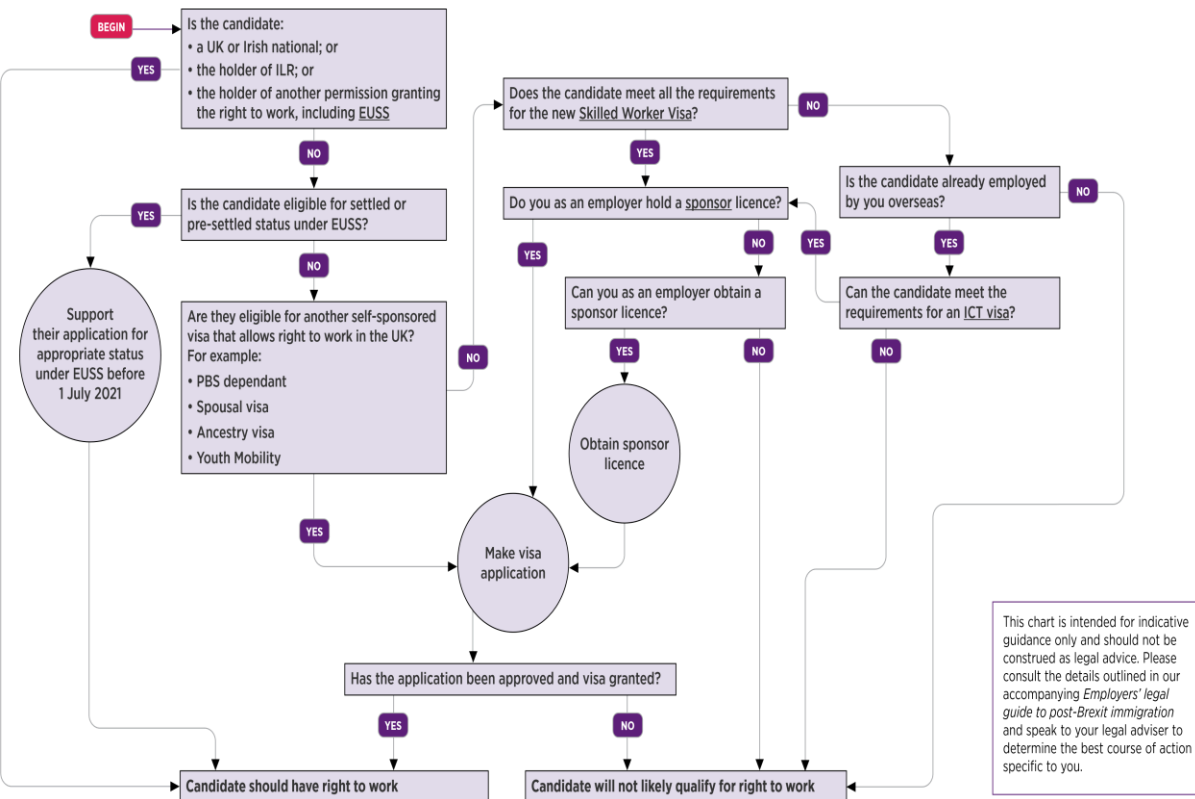 BEGIN
Is the candidate:
• a UK or Irish national; or
• the holder of ILR; or
• the holder of another permission granting
the right to work, including EUSS
YES
NO
Is the candidate eligible for settled or
pre-settled status under EUSS?
YES
NO
Support
their application for
appropriate status
under EUSS before
1 July 2021
Are they eligible for another self-sponsored
visa that allows right to work in the UK?
For example:
• PBS dependant
• Spousal visa
• Ancestry visa
• Youth Mobility
NO
YES
Does the candidate meet all the requirements
for the new Skilled Worker Visa?
NO
YES
Do you as an employer hold a sponsor licence?
YES
NO
Can you as an employer obtain a
sponsor licence?
YES
NO
Obtain sponsor
licence
Is the candidate already employed
by you overseas?
NO
YES
Can the candidate meet the
requirements for an ICT visa?
YES
NO
Make visa
application
Has the application been approved and visa granted?
YES
NO
Candidate should have right to work
Candidate will not likely qualify for right to work
This chart is intended for indicative
guidance only and should not be
construed as legal advice. Please
consult the details outlined in our
accompanying Employers' legal
guide to post-Brexit immigration
and speak to your legal adviser to
determine the best course of action
specific to you.